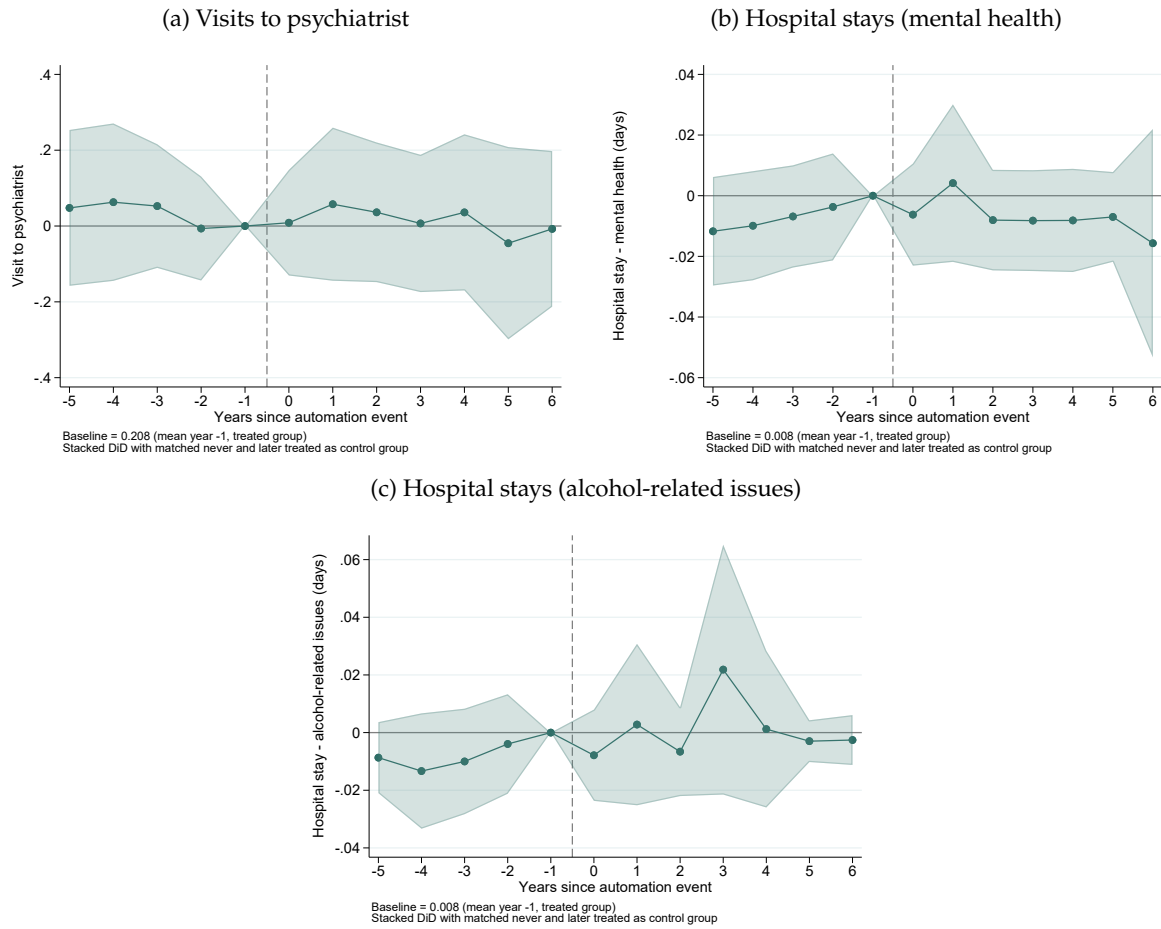 (a) Visits to psychiatrist
Visit to psychiatrist
.4
.2
0
-.2
-.4
-5 -4 -3 -2 -1 0 1 2 3 4 5 6
Years since automation event
Baseline = 0.208 (mean year -1, treated group)
Stacked DiD with matched never and later treated as control group
(b) Hospital stays (mental health)
Hospital stay - mental health (days)
.04
.02
0
-.02
-.04
-.06
-5 -4 -3 -2 -1 0 1 2 3 4 5 6
Years since automation event
Baseline = 0.008 (mean year -1, treated group)
Stacked DiD with matched never and later treated as control group
(c) Hospital stays (alcohol-related issues)
Hospital stay - alcohol-related issues (days)
.06
.04
.02
0
-.02
-.04
-5 -4 -3 -2 -1 0 1 2 3 4 5 6
Years since automation event
Baseline = 0.008 (mean year -1, treated group)
Stacked DiD with matched never and later treated as control group